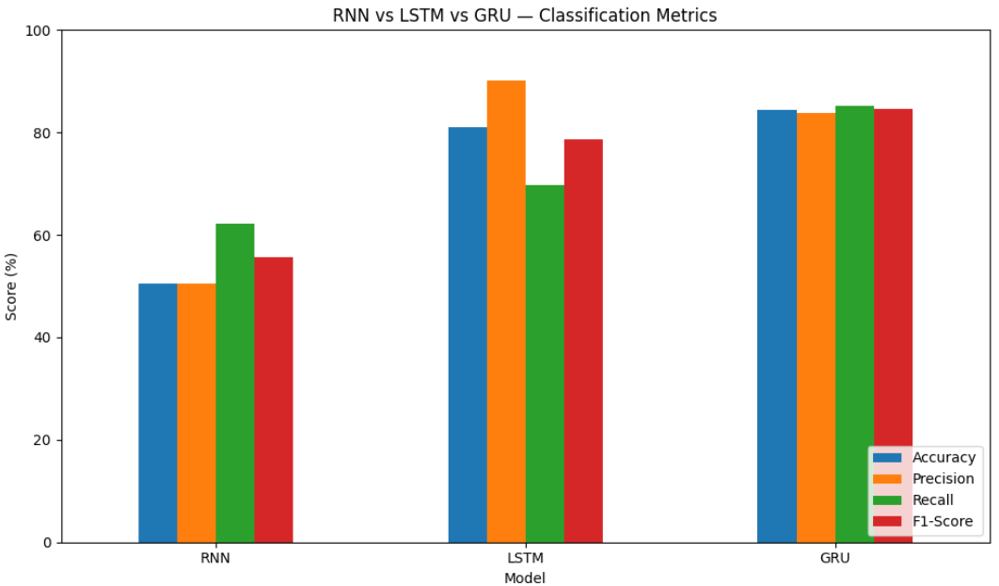 RNN vs LSTM vs GRU — Classification Metrics
100
80
60
40
20
0
Score (%)
RNN
LSTM
GRU
Model
Accuracy
Precision
Recall
F1-Score